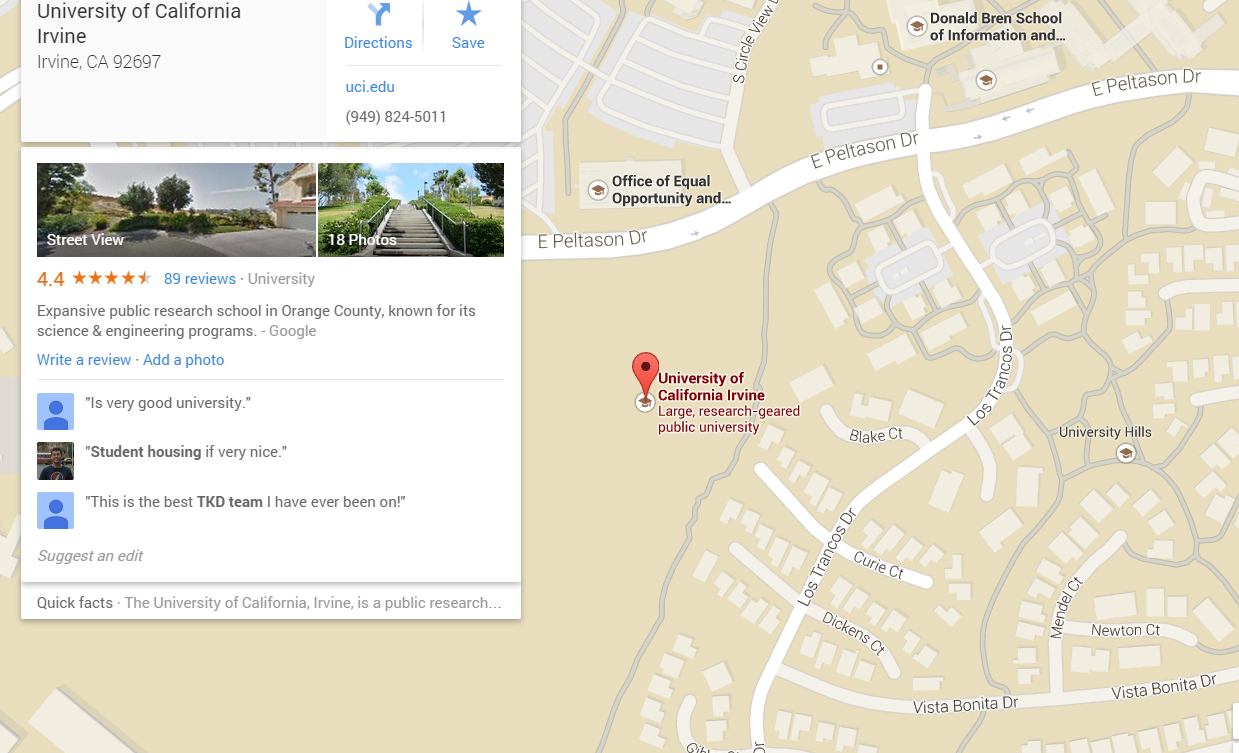 University of California
Irvine
Irvine, CA 92697
Directions
Save
uci.edu
(949) 824-5011
Street View
18 Photos
4.4
89 reviews · University
Expansive public research school in Orange County, known for its
science & engineering programs. - Google
Write a review · Add a photo
"Is very good university."
"Student housing if very nice."
"This is the best TKD team I have ever been on!"
Suggest an edit
Quick facts · The University of California, Irvine, is a public research...
S Circle View
Donald Bren School
of Information and...
E Peltason Dr
E Peltason Dr
Office of Equal
Opportunity and...
E Peltason Dr
University of
California Irvine
Large, research-geared
public university
Los Trancos Dr
Blake Ct
University Hills
Los Trancos Dr
Curie Ct
Dickens Ct
Mendel Ct
Newton Ct
Vista Bonita Dr
Vista Bonita Dr
Dr